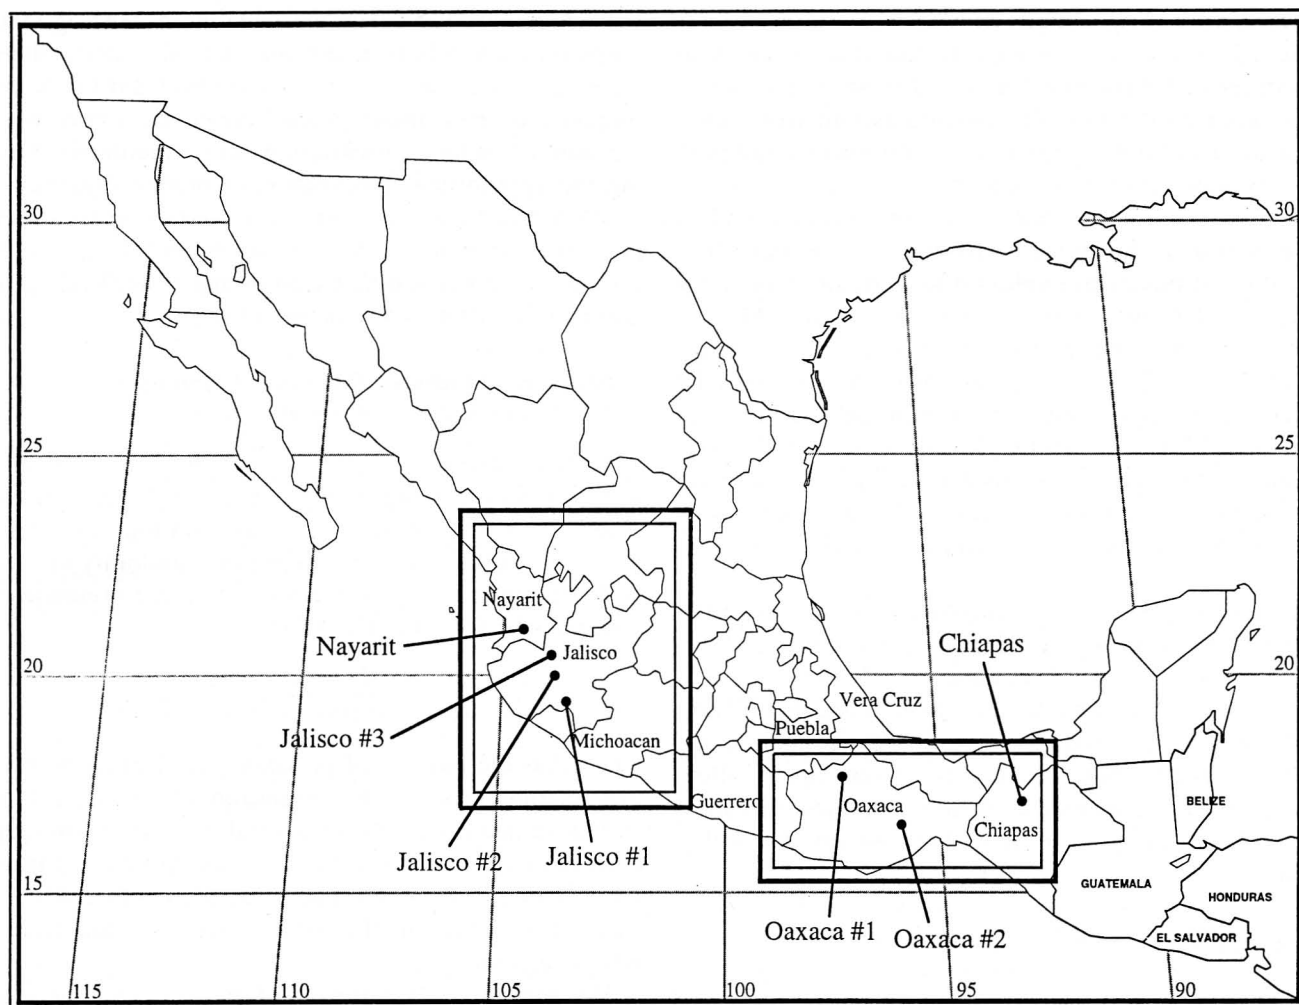 30 30
25 25
Nayarit
Nayarit
Chiapas
Jalisco
20
Vera Cruz
Jalisco #3
Puebla
Michoacan
Guerrero
Oaxaca
BELIZE
Chiapas
Jalisco #2
Jalisco #1
GUATEMALA
15
HONDURAS
Oaxaca #1
Oaxaca #2
EL SALVADOR
115 110 105 100 95 90